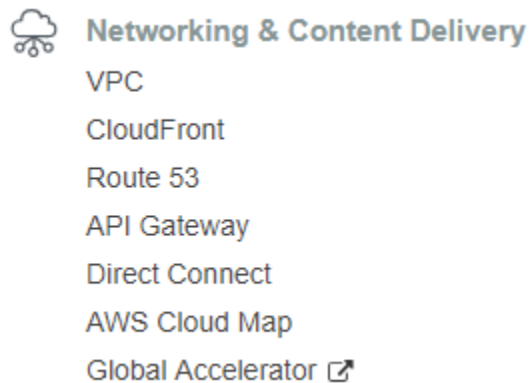 Networking & Content Delivery
VPC
CloudFront
Route 53
API Gateway
Direct Connect
AWS Cloud Map
Global Accelerator